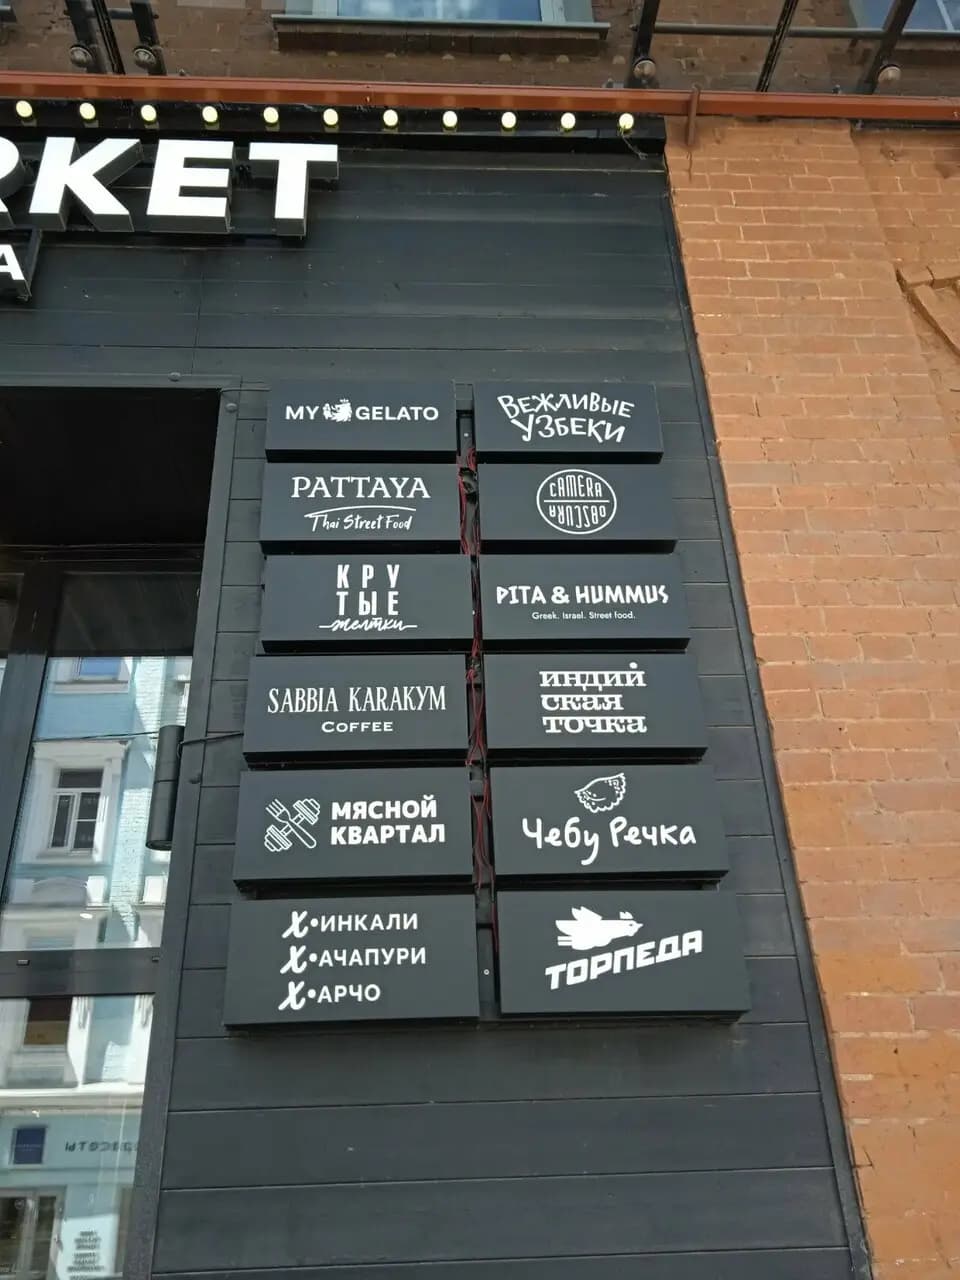 RKET
A
MY GELATO
ВЕЖЛИВЫЕ
УЗБЕКИ
PATTAYA
Thai Street Food
CAMERA
OBSCURA
КРУ
ТЫЕ
желтки
PITA & HUMMUS
Greek. Israel. Street food.
SABBIA KARAKYM
COFFEE
ИНДИЙ
СКАЯ
ТОЧКА
МЯСНОЙ
КВАРТАЛ
Чебу Речка
Х•ИНКАЛИ
Х•АЧАПУРИ
Х•АРЧО
ТОРПЕДА